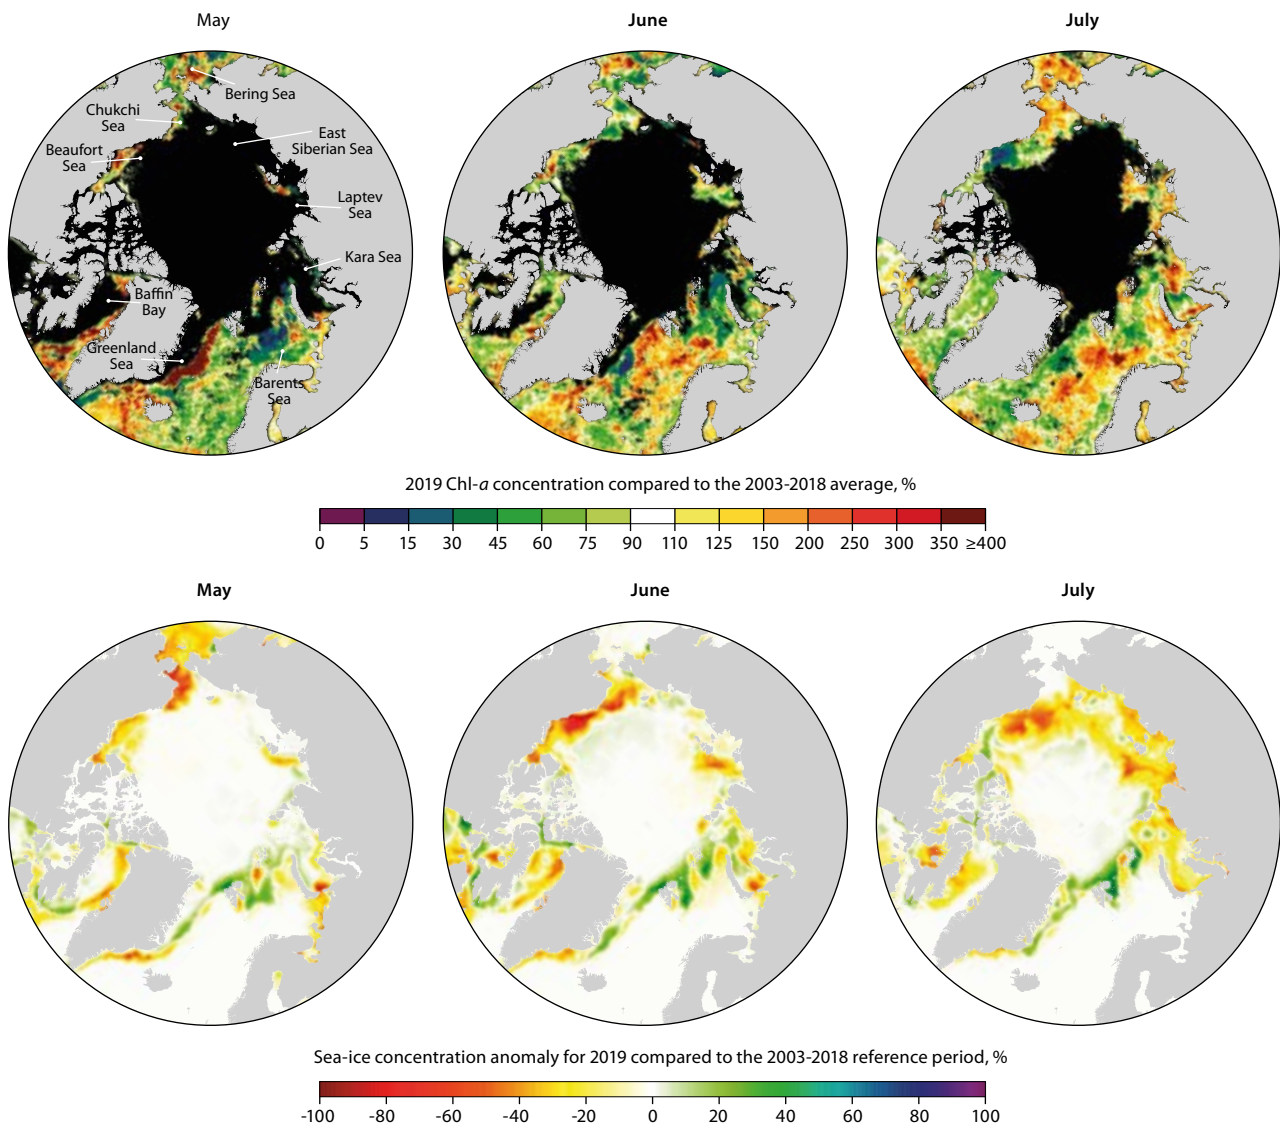 May
June
July
Bering Sea
Chukchi
Sea
East
Siberian Sea
Beaufort
Sea
Laptev
Sea
Kara Sea
Baffin
Bay
Greenland
Sea
Barents
Sea
2019 Chl-a concentration compared to the 2003-2018 average, %
0 5 15 30 45 60 75 90 110 125 150 200 250 300 350 ≥400
May
June
July
Sea-ice concentration anomaly for 2019 compared to the 2003-2018 reference period, %
-100 -80 -60 -40 -20 0 20 40 60 80 100